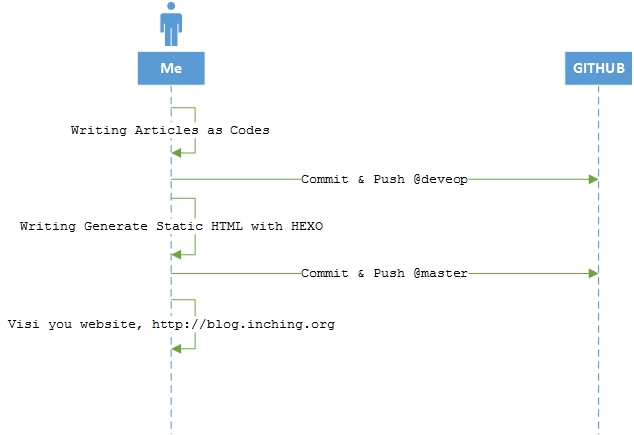 Me
GITHUB
Writing Articles as Codes
Commit & Push @deveop
Writing Generate Static HTML with HEXO
Commit & Push @master
Visi you website, http://blog.inching.org